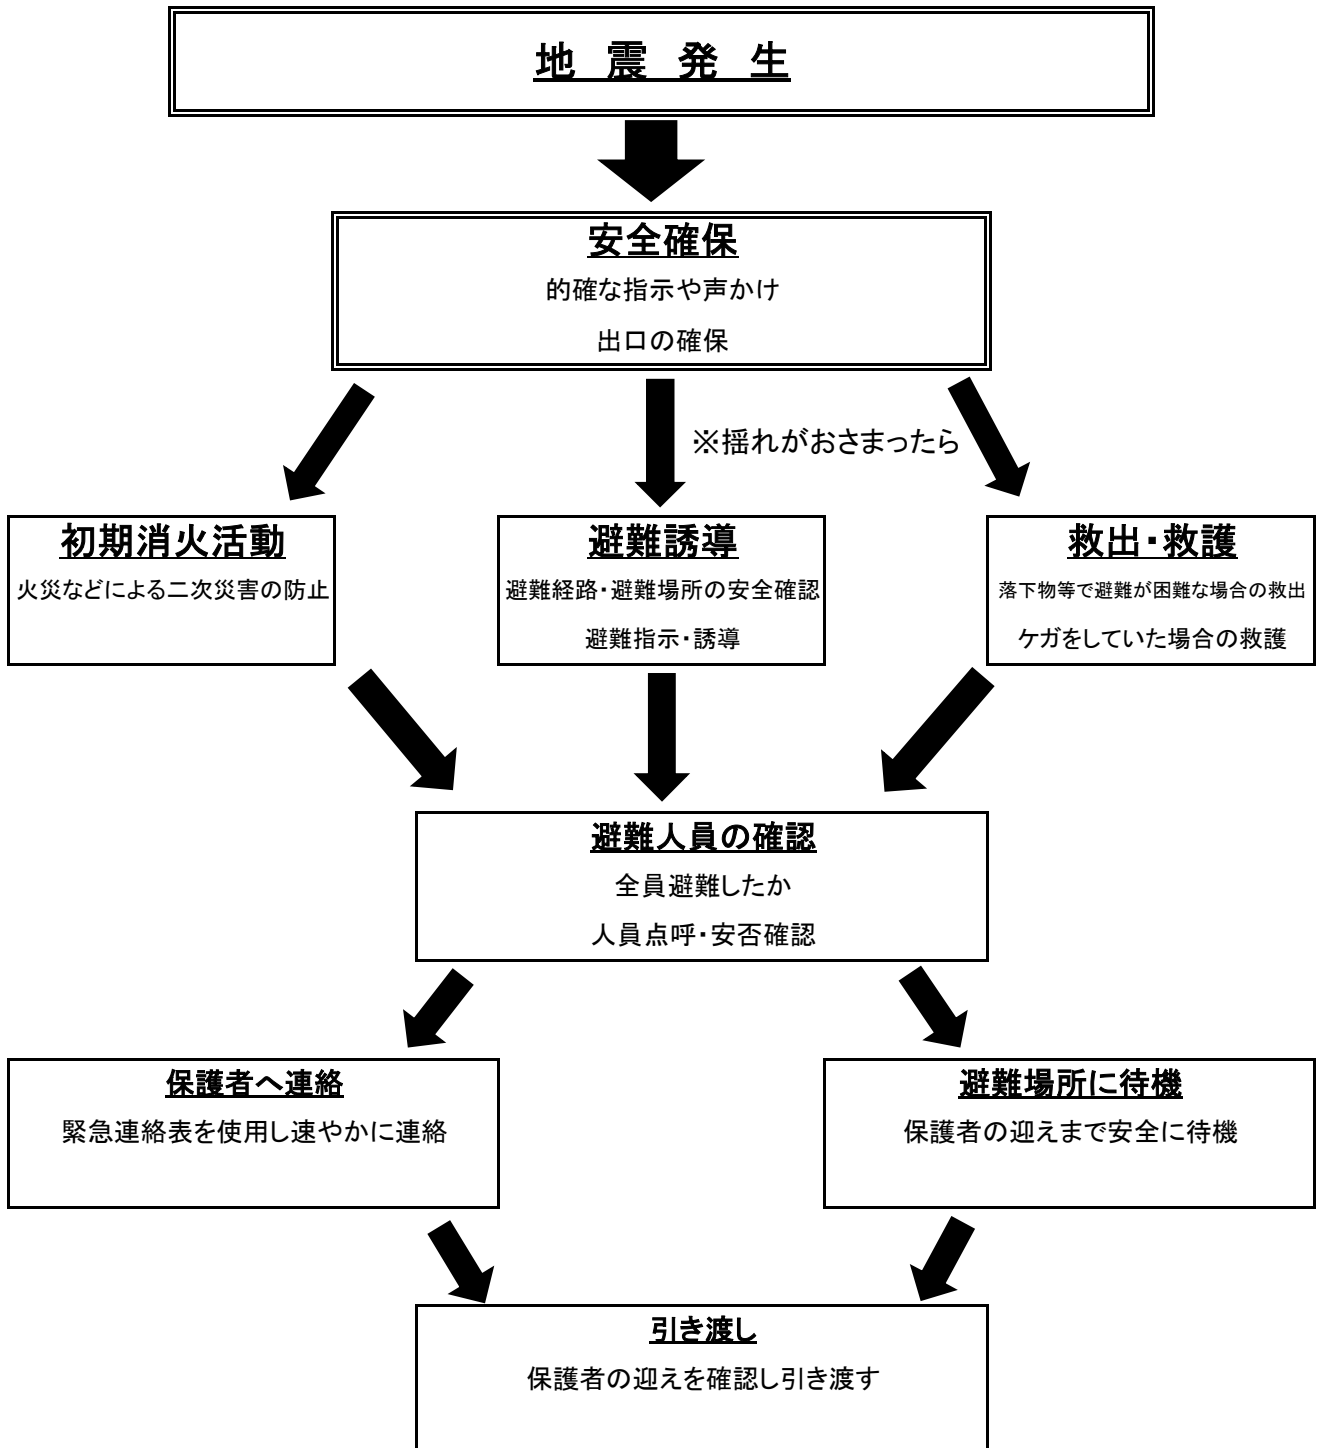 地　震　発　生
安全確保
的確な指示や声かけ
出口の確保
※揺れがおさまったら
初期消火活動
火災などによる二次災害の防止
避難誘導
避難経路・避難場所の安全確認
避難指示・誘導
救出・救護
落下物等で避難が困難な場合の救出
ケガをしていた場合の救護
避難人員の確認
全員避難したか
人員点呼・安否確認
保護者へ連絡
緊急連絡表を使用し速やかに連絡
避難場所に待機
保護者の迎えまで安全に待機
引き渡し
保護者の迎えを確認し引き渡す